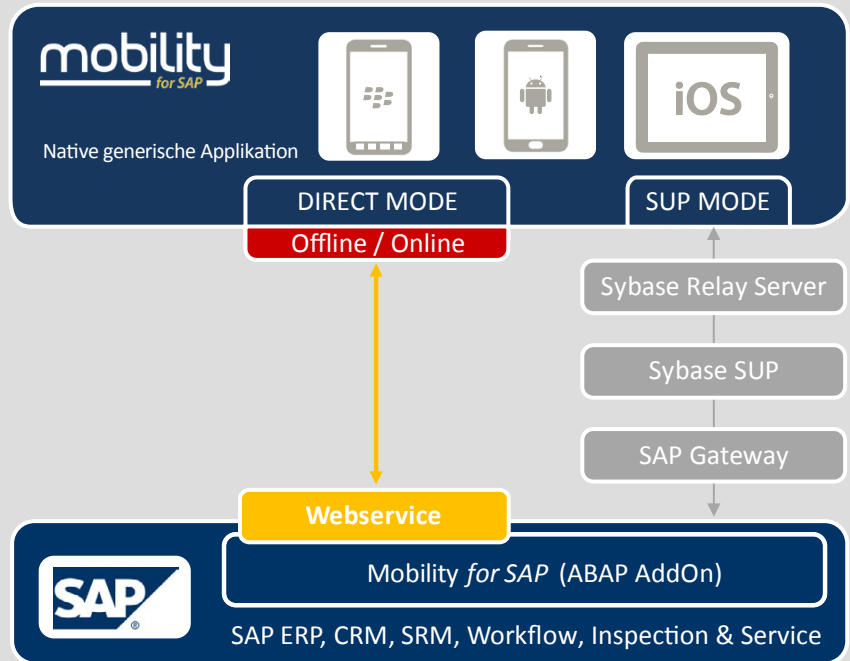 mobility
for SAP
iOS
Native generische Applikation
DIRECT MODE
SUP MODE
Offline / Online
Sybase Relay Server
Sybase SUP
SAP Gateway
Webservice
Mobility for SAP (ABAP AddOn)
SAP
®
SAP ERP, CRM, SRM, Workflow, Inspection & Service